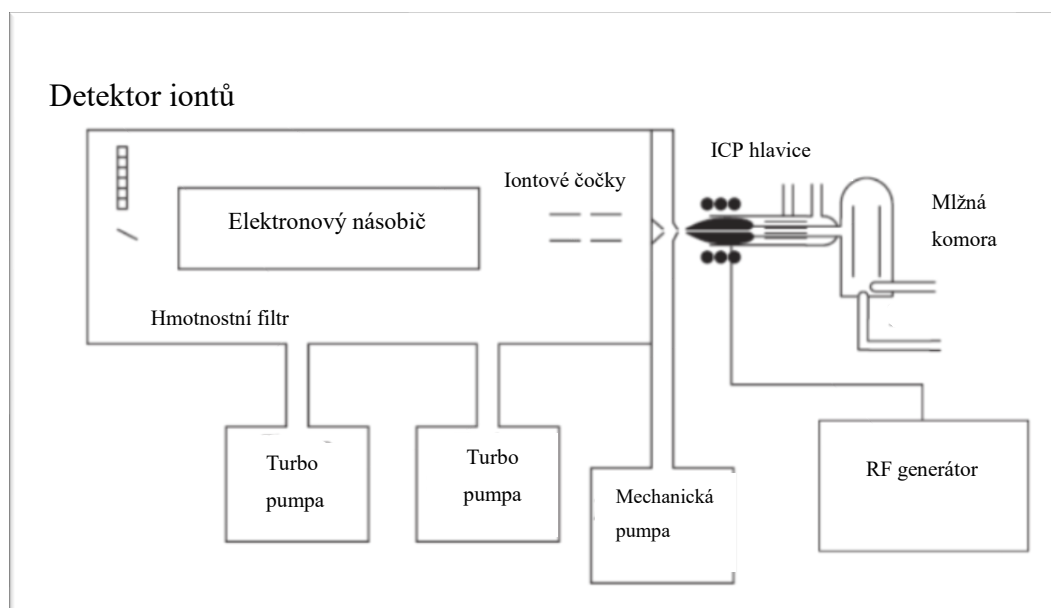 Detektor iontů
ICP hlavice
Iontové čočky
Mlžná
komora
Elektronový násobič
Hmotnostní filtr
Turbo
pumpa
Turbo
pumpa
Mechanická
pumpa
RF generátor